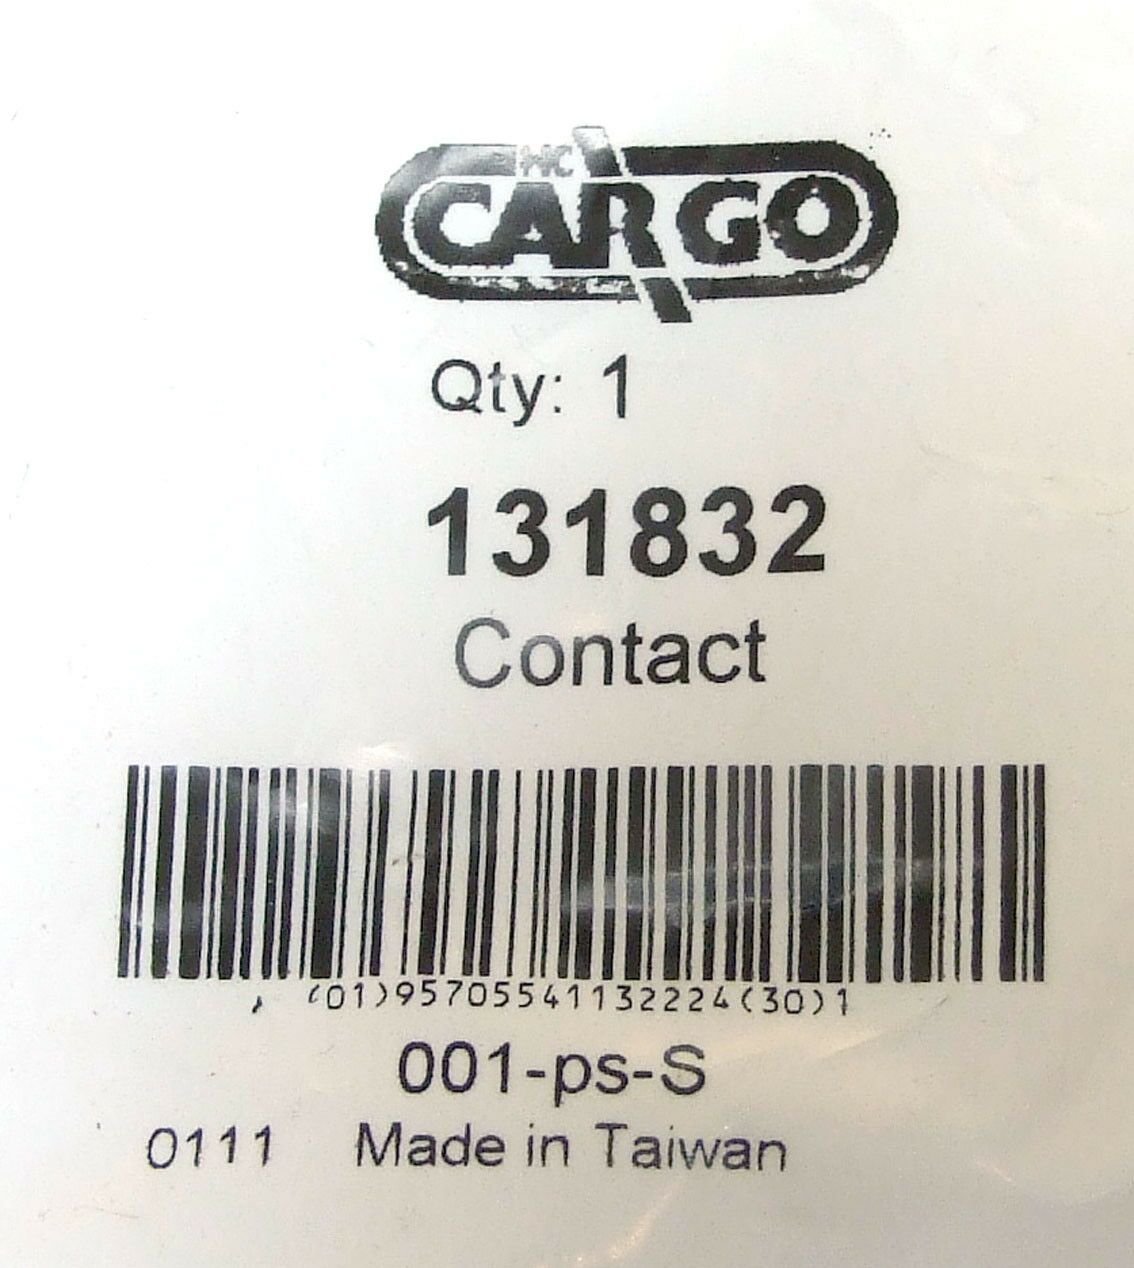 HC
CARGO
Qty: 1
131832
Contact
(01)95705541132224(30)1
001-ps-S
0111 Made in Taiwan